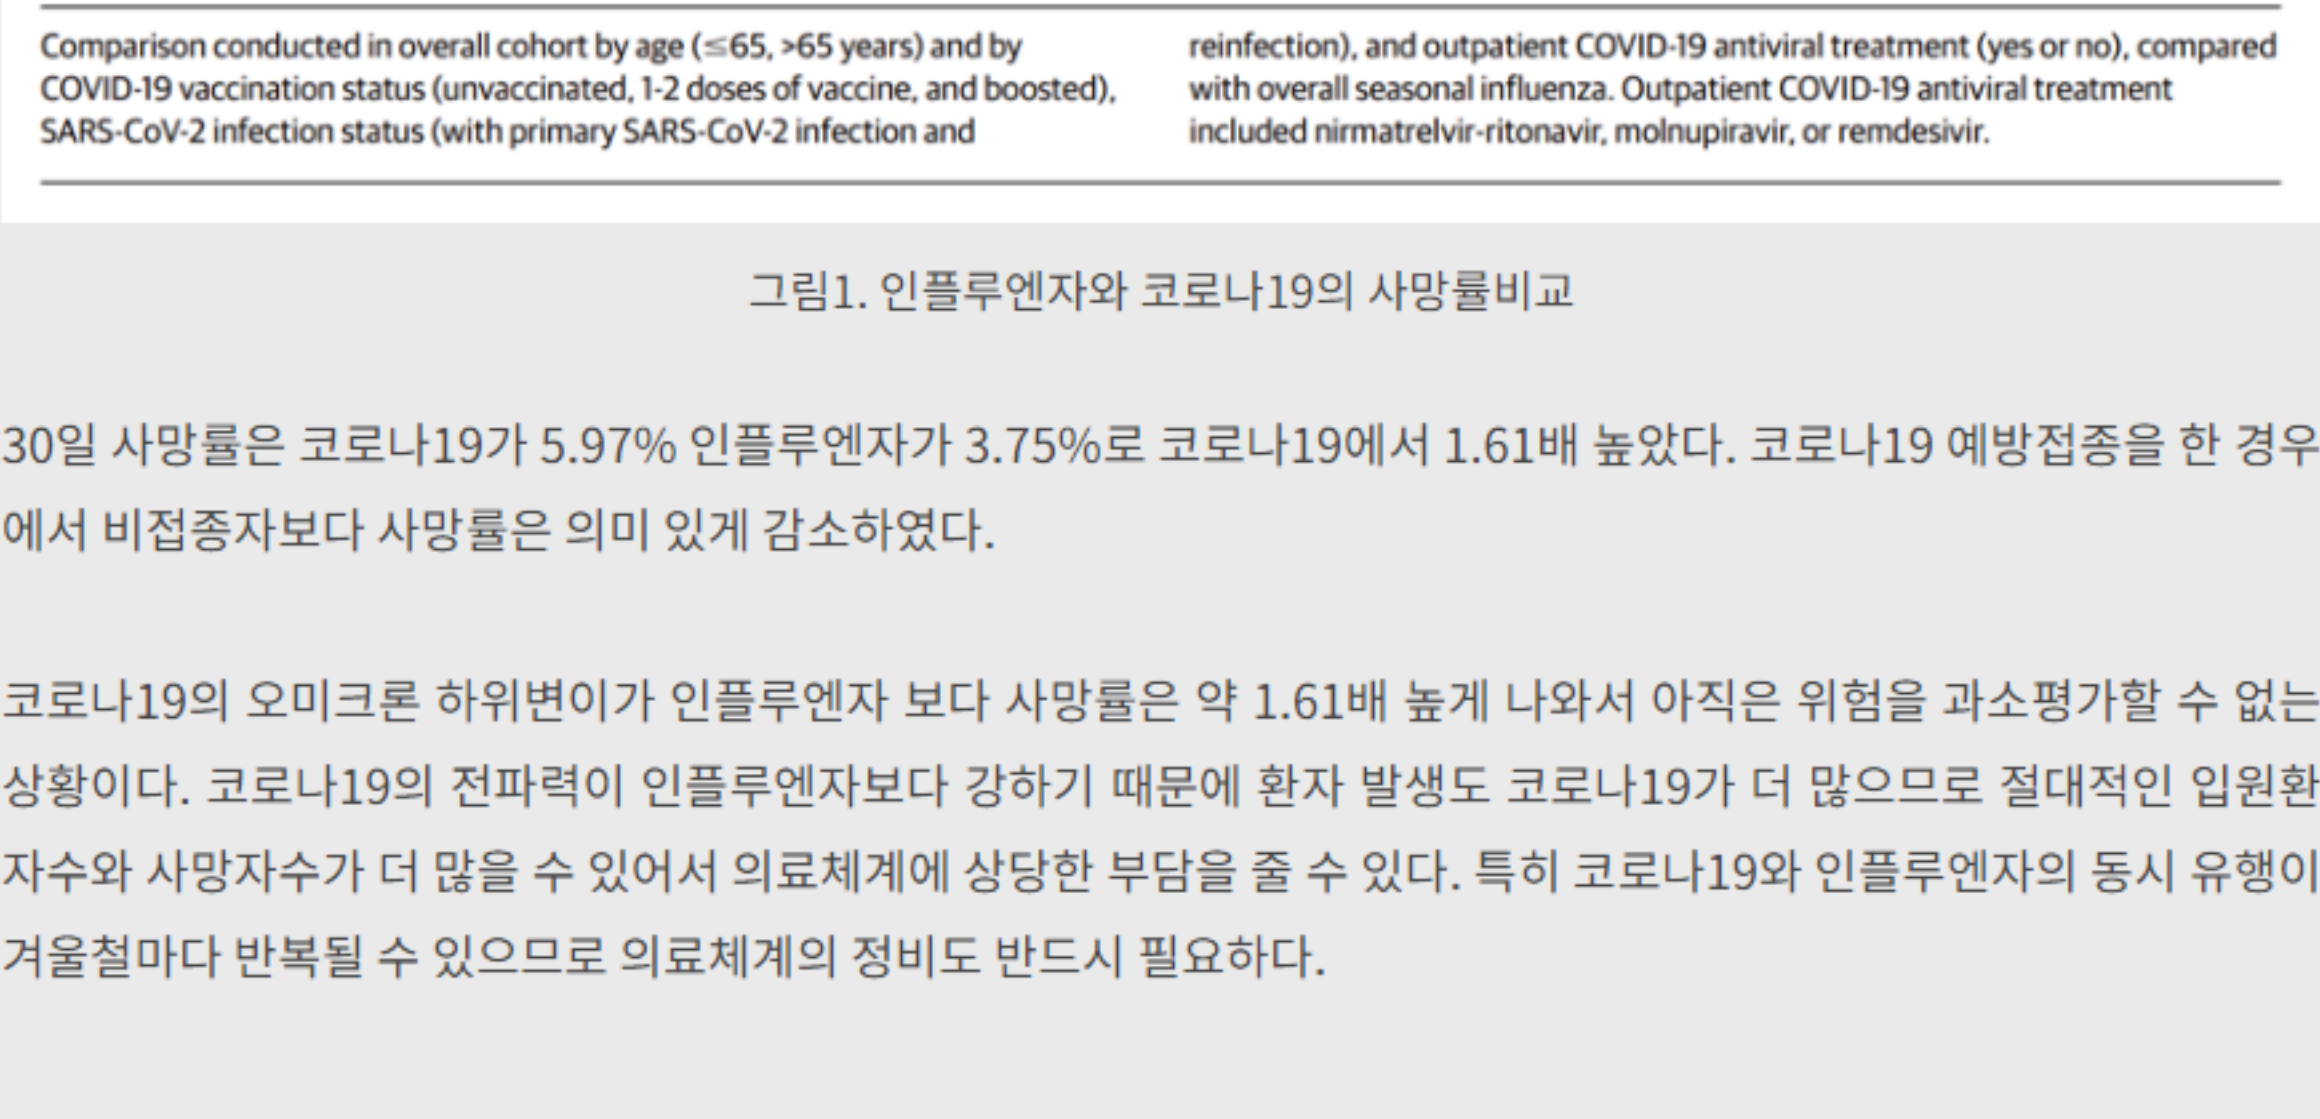 Comparison conducted in overall cohort by age (≤65, >65 years) and by
COVID-19 vaccination status (unvaccinated, 1-2 doses of vaccine, and boosted),
SARS-CoV-2 infection status (with primary SARS-CoV-2 infection and
reinfection), and outpatient COVID-19 antiviral treatment (yes or no), compared
with overall seasonal influenza. Outpatient COVID-19 antiviral treatment
included nirmatrelvir-ritonavir, molnupiravir, or remdesivir.
그림1. 인플루엔자와 코로나19의 사망률비교
30일 사망률은 코로나19가 5.97% 인플루엔자가 3.75%로 코로나19에서 1.61배 높았다. 코로나19 예방접종을 한 경우
에서 비접종자보다 사망률은 의미 있게 감소하였다.
코로나19의 오미크론 하위변이가 인플루엔자 보다 사망률은 약 1.61배 높게 나와서 아직은 위험을 과소평가할 수 없는
상황이다. 코로나19의 전파력이 인플루엔자보다 강하기 때문에 환자 발생도 코로나19가 더 많으므로 절대적인 입원환
자수와 사망자수가 더 많을 수 있어서 의료체계에 상당한 부담을 줄 수 있다. 특히 코로나19와 인플루엔자의 동시 유행이
겨울철마다 반복될 수 있으므로 의료체계의 정비도 반드시 필요하다.